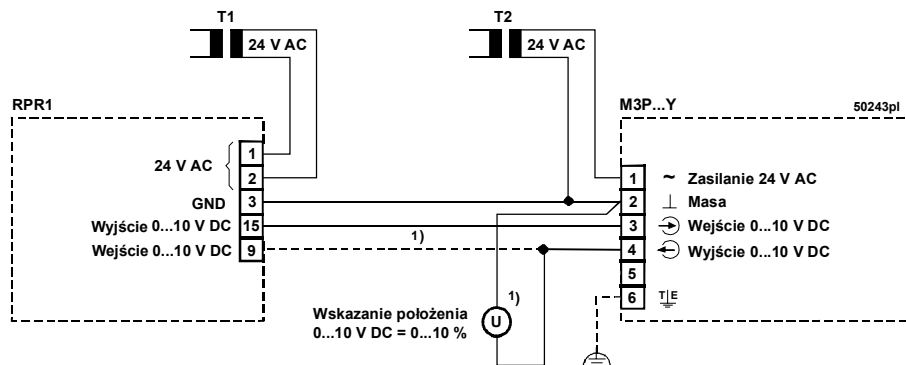 T1
T2
24 V AC
24 V AC
RPR1
M3P...Y
50243pl
24 V AC
1
2
GND
3
Wyjście 0...10 V DC
15
Wejście 0...10 V DC
9
1)
1 ~ Zasilanie 24 V AC
2 ⊥ Masa
3 Wejście 0...10 V DC
4 Wyjście 0...10 V DC
5
6 T E
1)
Wskazanie położenia
0...10 V DC = 0...10 %
U